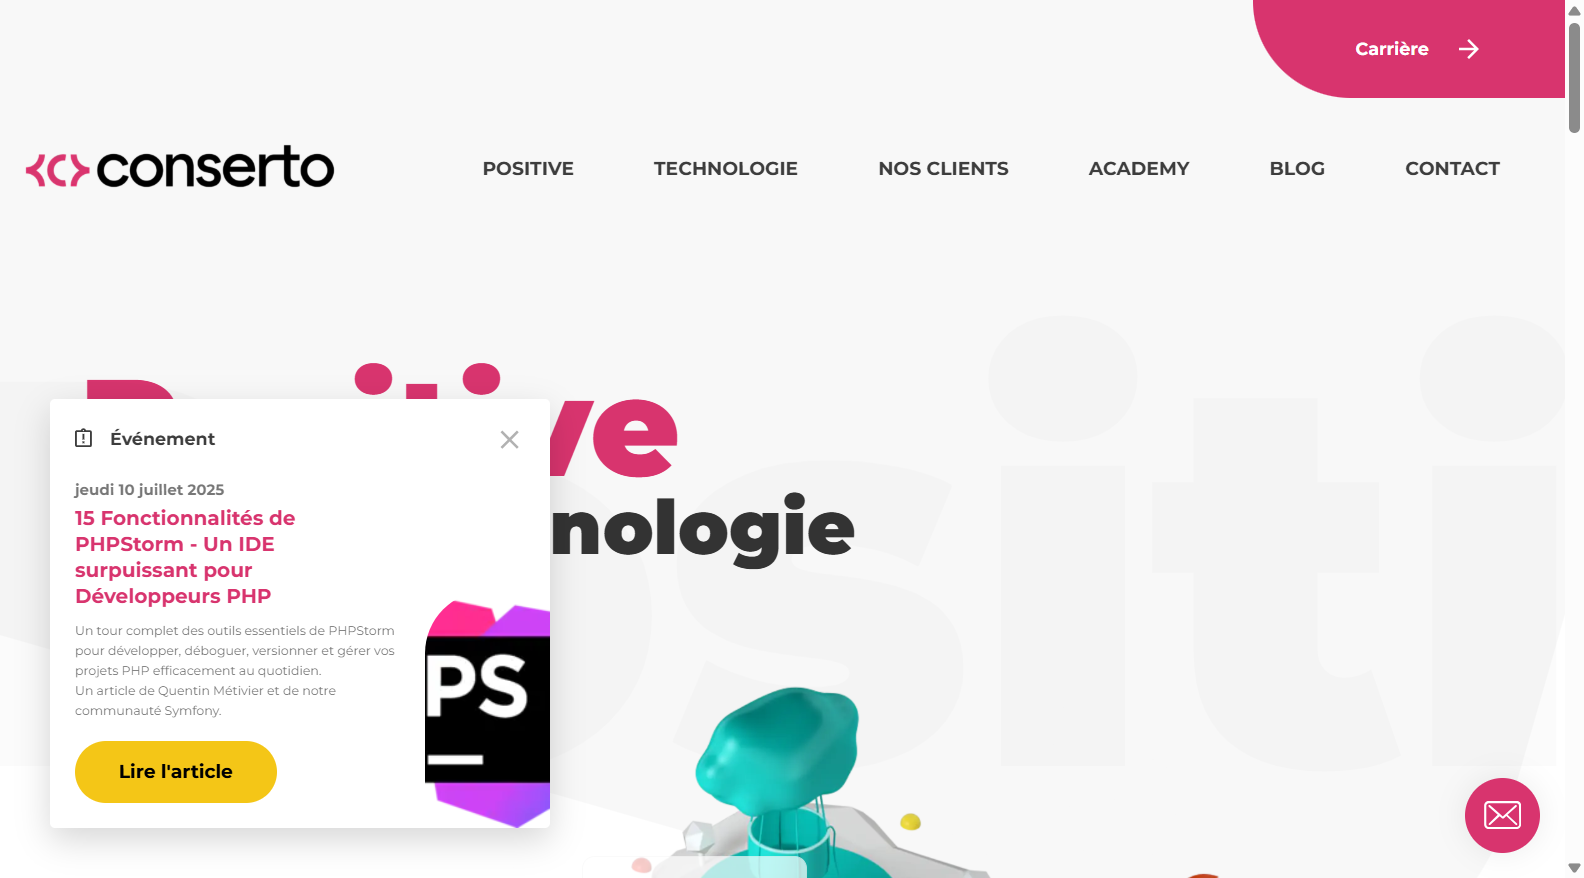 Carrière
conserto
POSITIVE
TECHNOLOGIE
NOS CLIENTS
ACADEMY
BLOG
CONTACT
Événement
jeudi 10 juillet 2025
15 Fonctionnalités de
PHPStorm - Un IDE
surpuissant pour
Développeurs PHP
Un tour complet des outils essentiels de PHPStorm
pour développer, déboguer, versionner et gérer vos
projets PHP efficacement au quotidien.
Un article de Quentin Métivier et de notre
communauté Symfony.
Lire l'article
PS